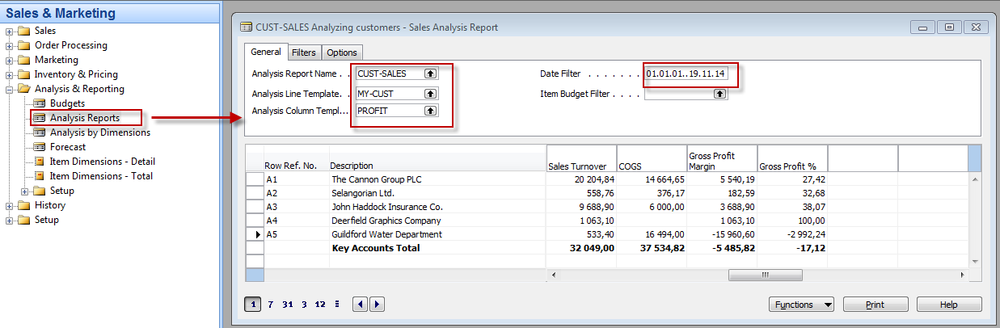 Sales & Marketing
Sales
Order Processing
Marketing
Inventory & Pricing
Analysis & Reporting
Budgets
Analysis Reports
Analysis by Dimensions
Forecast
Item Dimensions - Detail
Item Dimensions - Total
Setup
History
Setup
CUST-SALES Analyzing customers - Sales Analysis Report
General Filters Options
Analysis Report Name . . CUST-SALES Date Filter . . . . . . . 01.01.01..19.11.14
Analysis Line Template. . MY-CUST Item Budget Filter . . . .
Analysis Column Templ... PROFIT
Row Ref. No. Description Sales Turnover COGS Gross Profit Margin Gross Profit %
A1 The Cannon Group PLC 20 204,84 14 664,65 5 540,19 27,42
A2 Selangorian Ltd. 558,76 376,17 182,59 32,68
A3 John Haddock Insurance Co. 9 688,90 6 000,00 3 688,90 38,07
A4 Deerfield Graphics Company 1 063,10 1 063,10 100,00
A5 Guildford Water Department 533,40 16 494,00 -15 960,60 -2 992,24
Key Accounts Total 32 049,00 37 534,82 -5 485,82 -17,12
1 7 31 3 12 Functions Print Help